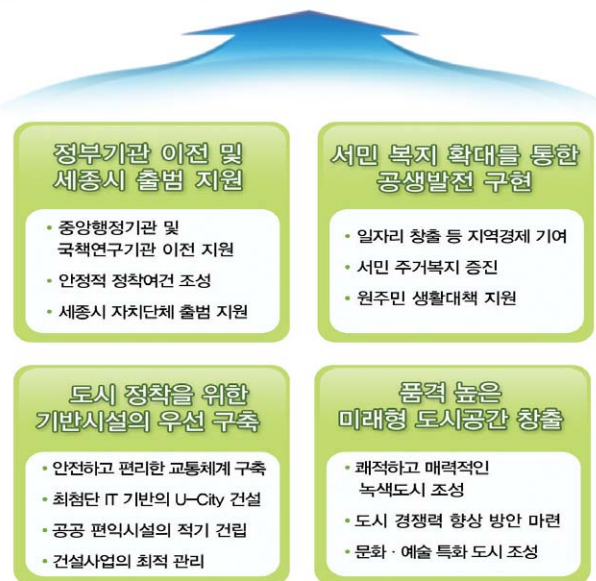 정부기관 이전 및
세종시 출범 지원
• 중앙행정기관 및
국책연구기관 이전 지원
• 안정적 정착여건 조성
• 세종시 자치단체 출범 지원
서민 복지 확대를 통한
공생발전 구현
• 일자리 창출 등 지역경제 기여
• 서민 주거복지 증진
• 원주민 생활대책 지원
도시 정착을 위한
기반시설의 우선 구축
• 안전하고 편리한 교통체계 구축
• 최첨단 IT 기반의 U-City 건설
• 공공 편익시설의 적기 건립
• 건설사업의 최적 관리
품격 높은
미래형 도시공간 창출
• 쾌적하고 매력적인
녹색도시 조성
• 도시 경쟁력 향상 방안 마련
• 문화 · 예술 특화 도시 조성